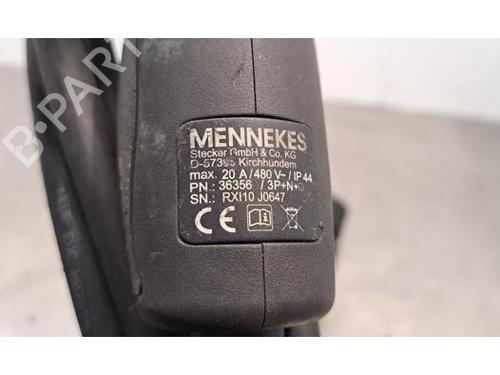 B-PARTS
MENNEKES
Stecker GmbH & Co. KG
D-57399 Kirchhundem
max. 20 A / 480 V~ / IP 44
PN.: 36356 / 3P+N+
SN.: RXI10 J0647
CE